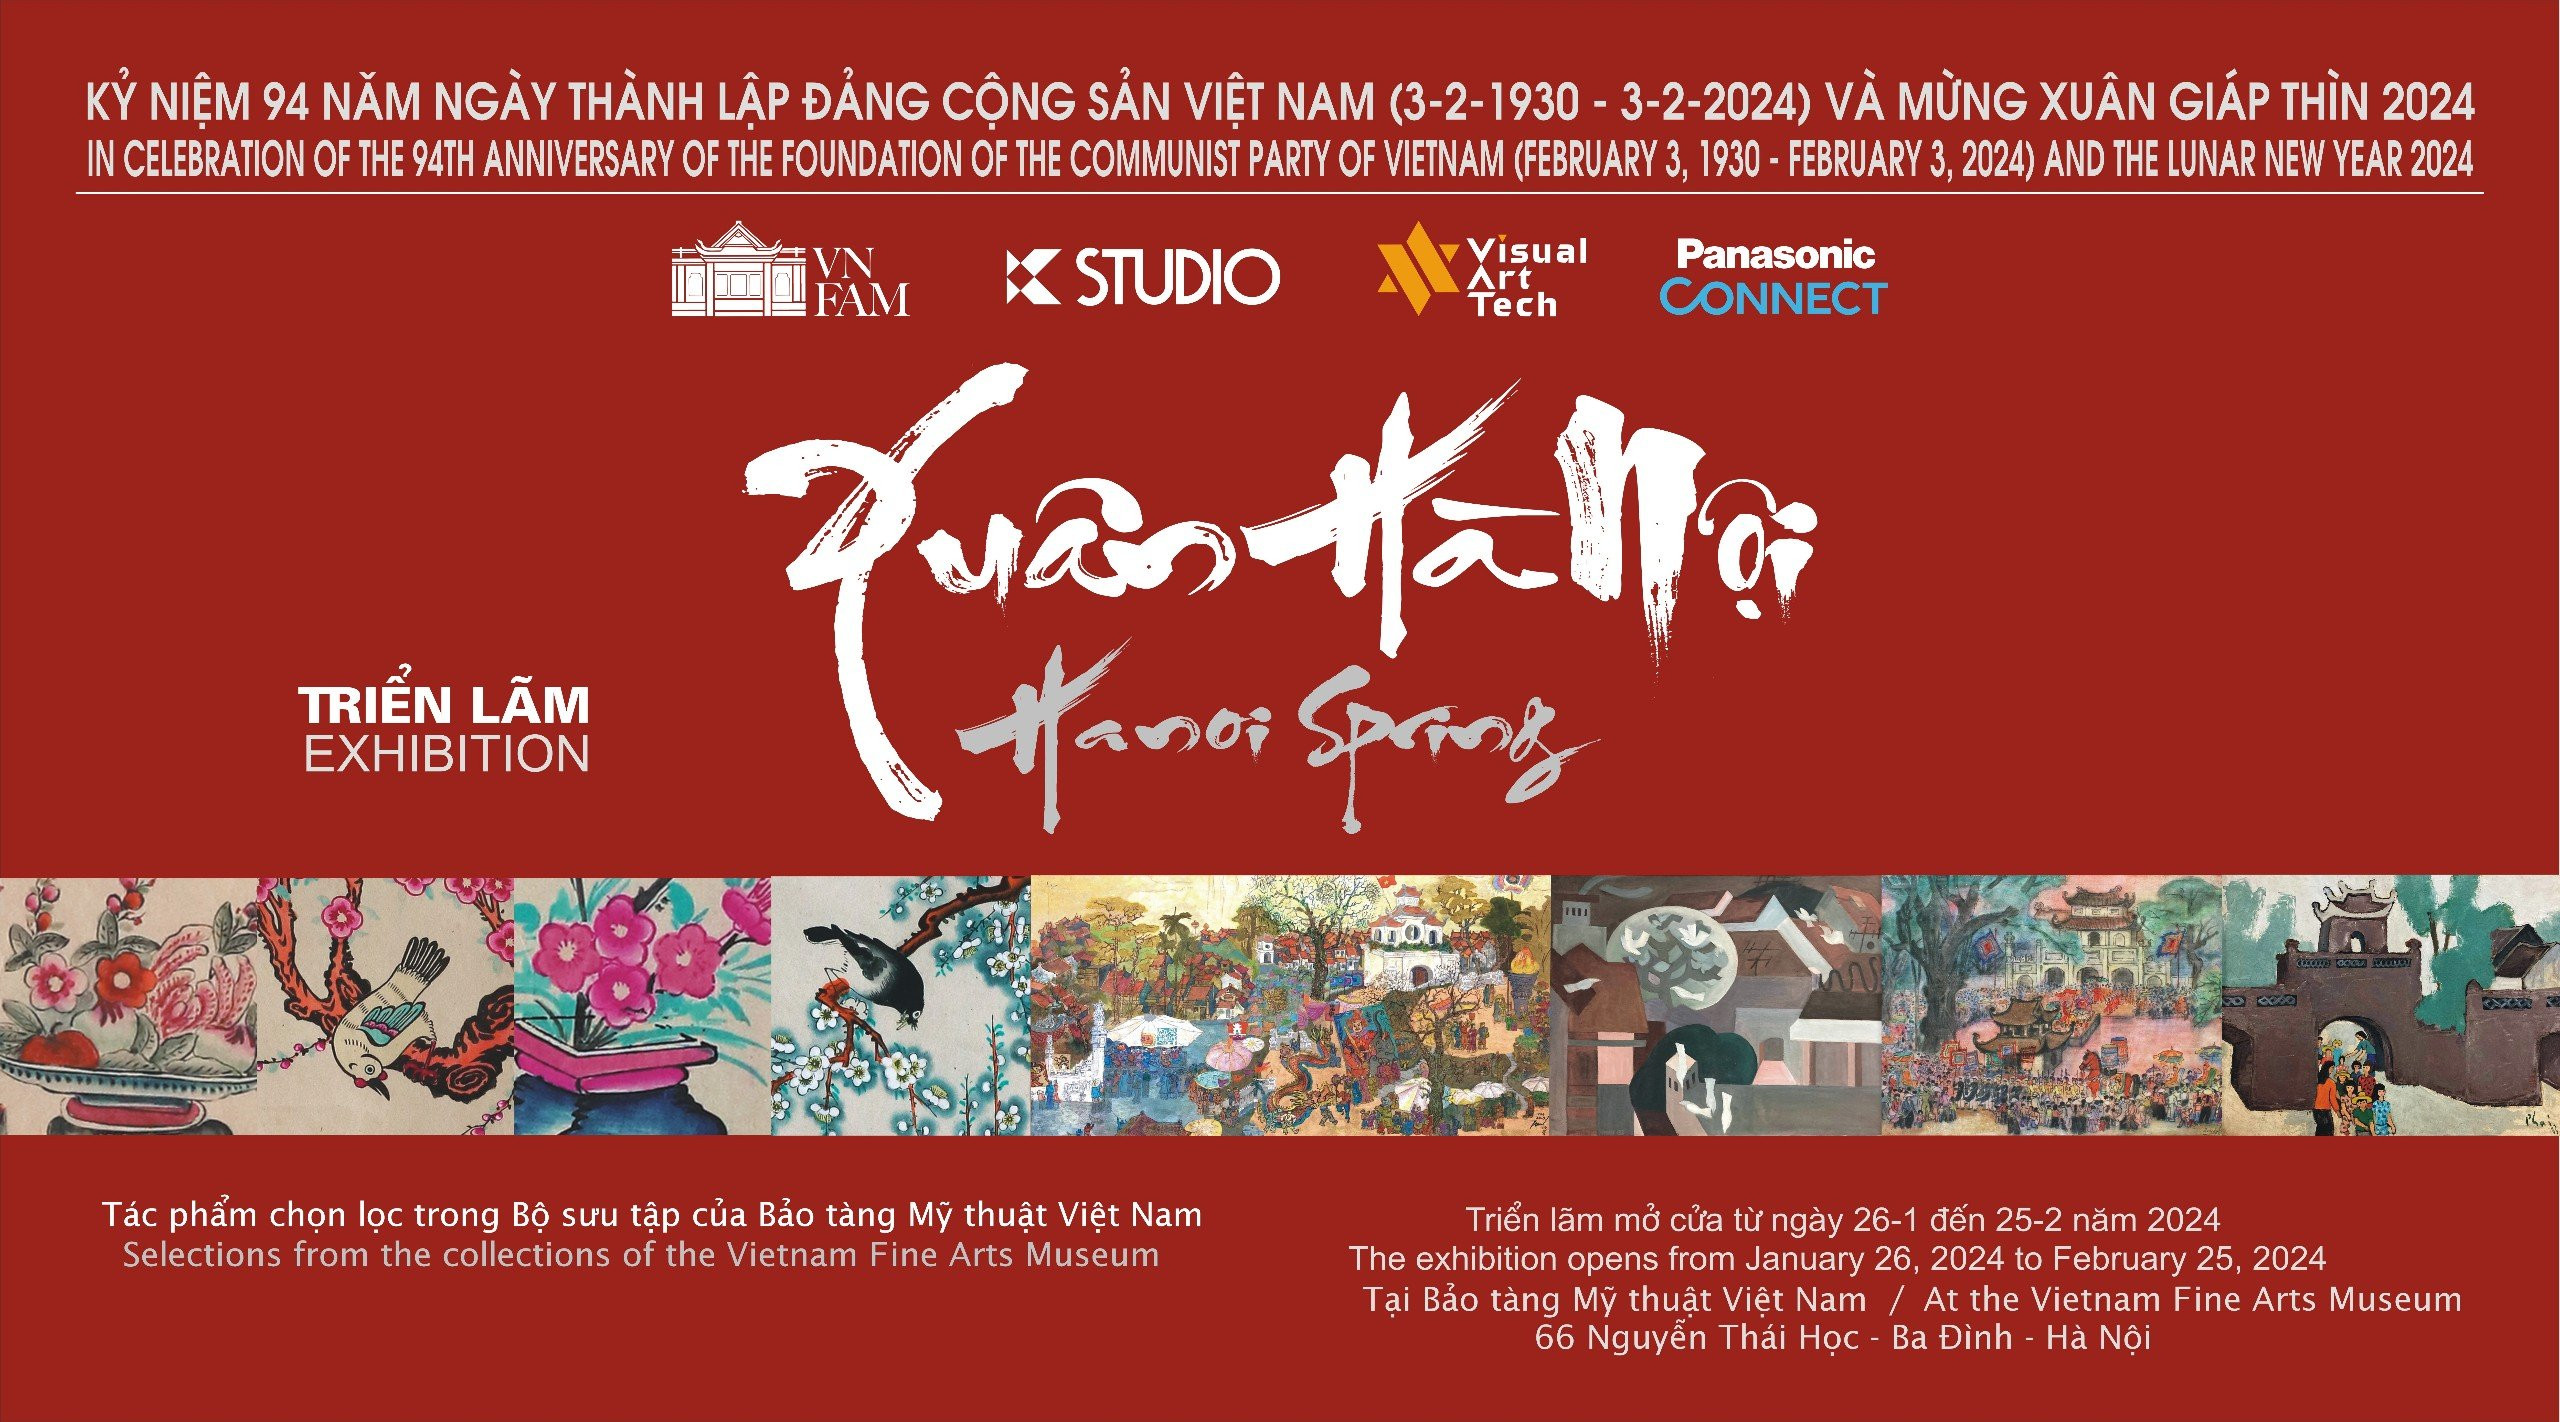 KỶ NIỆM 94 NĂM NGÀY THÀNH LẬP ĐẢNG CỘNG SẢN VIỆT NAM (3-2-1930 - 3-2-2024) VÀ MỪNG XUÂN GIÁP THÌN 2024
IN CELEBRATION OF THE 94TH ANNIVERSARY OF THE FOUNDATION OF THE COMMUNIST PARTY OF VIETNAM (FEBRUARY 3, 1930 - FEBRUARY 3, 2024) AND THE LUNAR NEW YEAR 2024
VN
FAM
K STUDIO
Visual
Art
Tech
Panasonic
CONNECT
Xuân Hà Nội
Hanoi Spring
TRIỂN LÃM
EXHIBITION
Phái
Tác phẩm chọn lọc trong Bộ sưu tập của Bảo tàng Mỹ thuật Việt Nam
Selections from the collections of the Vietnam Fine Arts Museum
Triển lãm mở cửa từ ngày 26-1 đến 25-2 năm 2024
The exhibition opens from January 26, 2024 to February 25, 2024
Tại Bảo tàng Mỹ thuật Việt Nam / At the Vietnam Fine Arts Museum
66 Nguyễn Thái Học - Ba Đình - Hà Nội